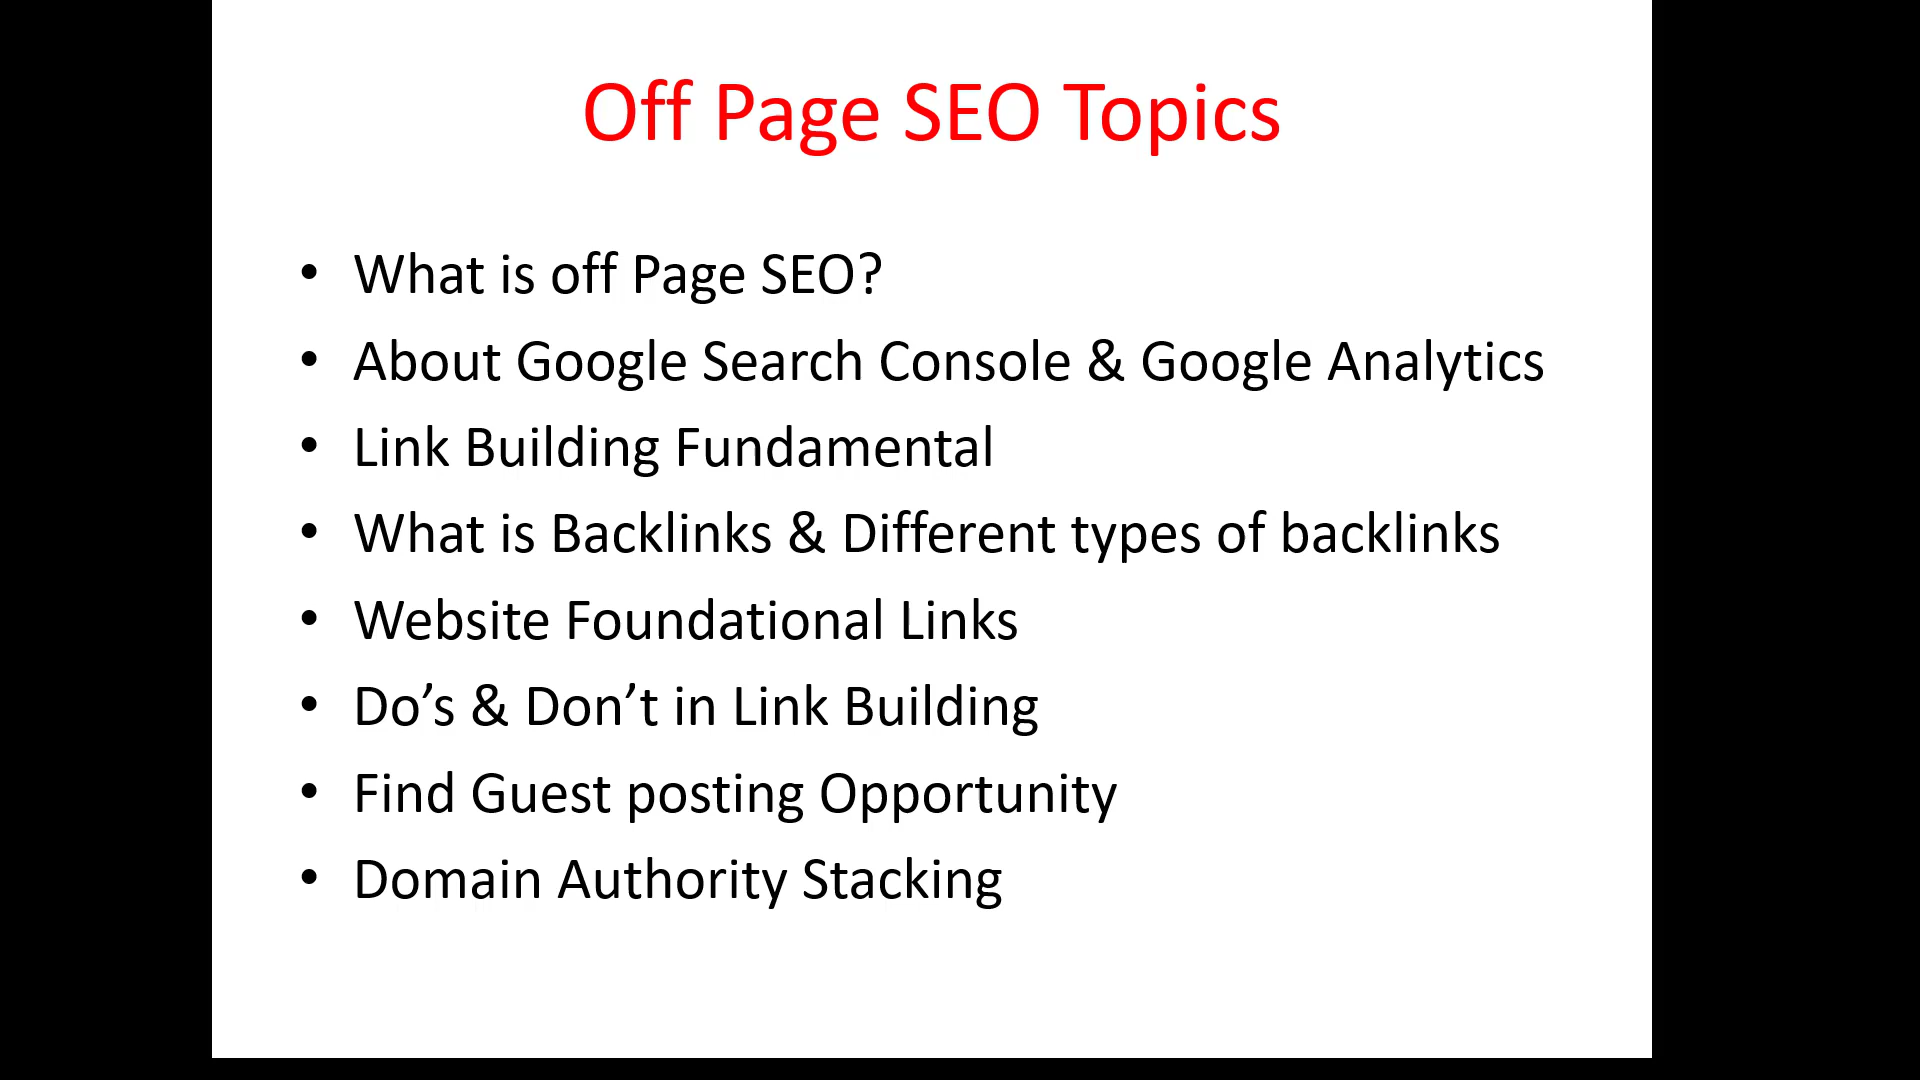 Off Page SEO Topics
• What is off Page SEO?
• About Google Search Console & Google Analytics
• Link Building Fundamental
• What is Backlinks & Different types of backlinks
• Website Foundational Links
• Do’s & Don’t in Link Building
• Find Guest posting Opportunity
• Domain Authority Stacking